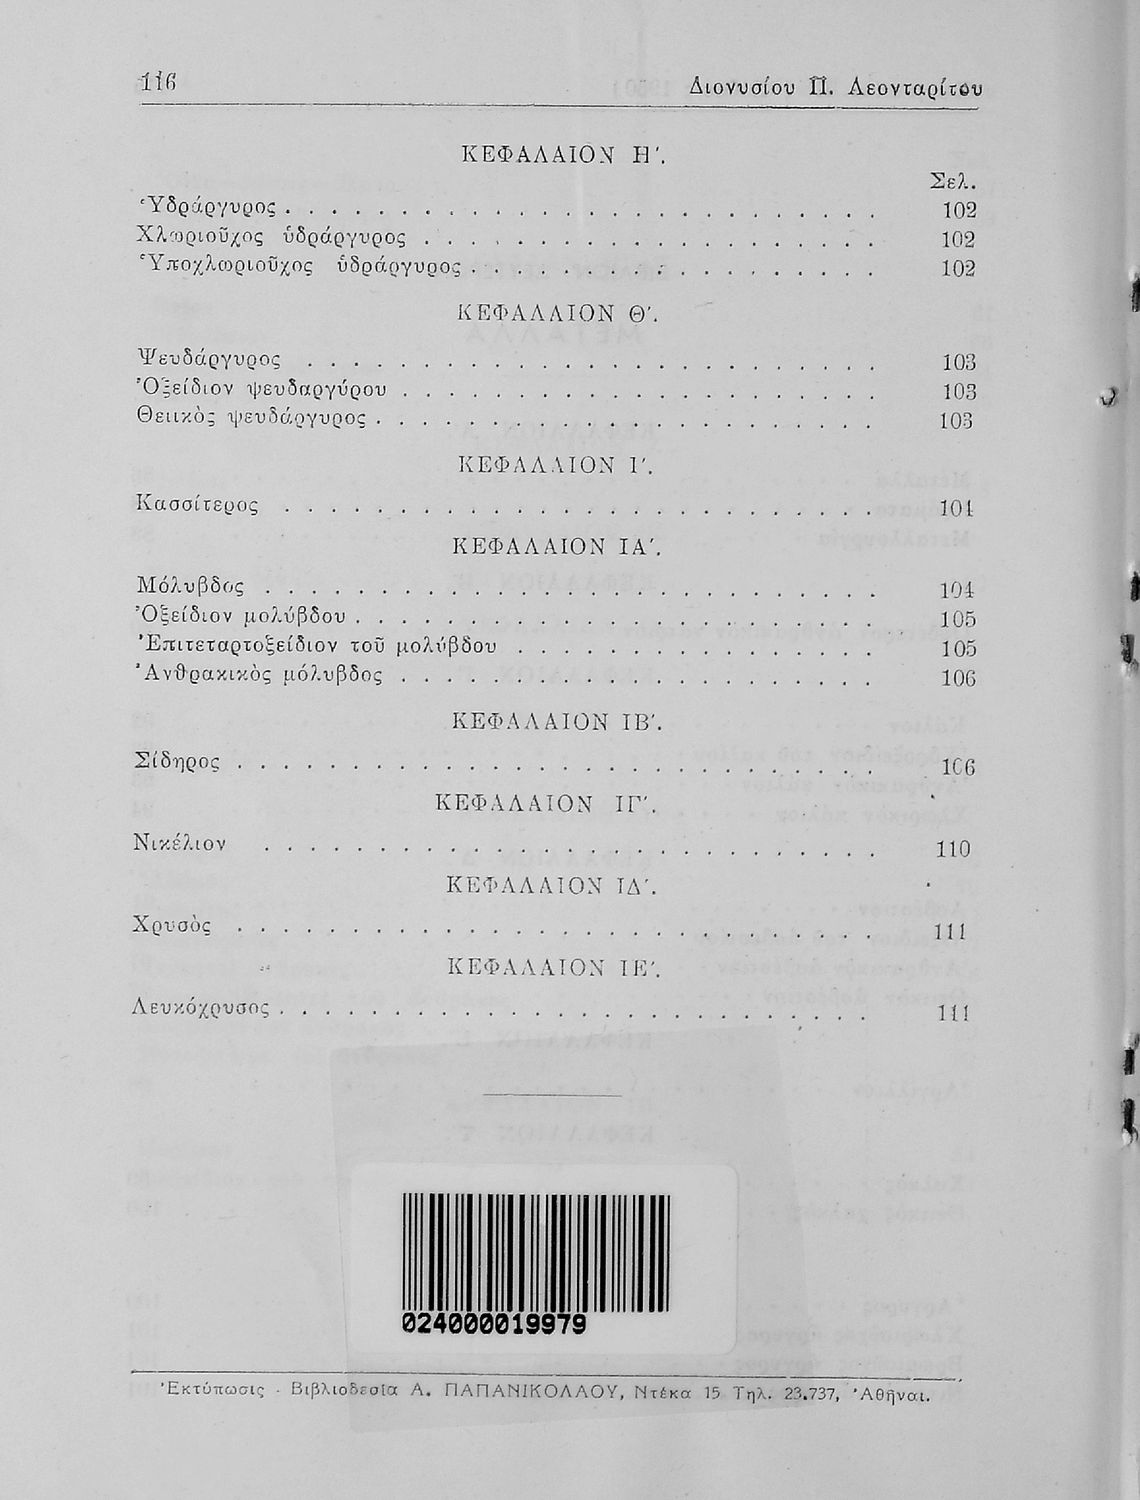 116 Διονυσίου Π. Λεονταρίτου
ΚΕΦΑΛΑΙΟΝ Η'.
Σελ.
Ὑδράργυρος . . . . . . . . . . . . . . . . . . . . . . . . . . 102
Χλωριοῦχος ὑδράργυρος . . . . . . . . . . . . . . . . . . . . 102
Ὑποχλωριοῦχος ὑδράργυρος . . . . . . . . . . . . . . . . . . 102
ΚΕΦΑΛΑΙΟΝ Θ'.
Ψευδάργυρος . . . . . . . . . . . . . . . . . . . . . . . . . 103
Ὀξείδιον ψευδαργύρου . . . . . . . . . . . . . . . . . . . . . 103
Θειικὸς ψευδάργυρος . . . . . . . . . . . . . . . . . . . . . . 103
ΚΕΦΑΛΑΙΟΝ Ι'.
Κασσίτερος . . . . . . . . . . . . . . . . . . . . . . . . . . 104
ΚΕΦΑΛΑΙΟΝ ΙΑ'.
Μόλυβδος . . . . . . . . . . . . . . . . . . . . . . . . . . . 104
Ὀξείδιον μολύβδου . . . . . . . . . . . . . . . . . . . . . . . 105
Ἐπιτεταρτοξείδιον τοῦ μολύβδου . . . . . . . . . . . . . . . . 105
Ἀνθρακικὸς μόλυβδος . . . . . . . . . . . . . . . . . . . . . 106
ΚΕΦΑΛΑΙΟΝ ΙΒ'.
Σίδηρος . . . . . . . . . . . . . . . . . . . . . . . . . . . . 106
ΚΕΦΑΛΑΙΟΝ ΙΓ'.
Νικέλιον . . . . . . . . . . . . . . . . . . . . . . . . . . . 110
ΚΕΦΑΛΑΙΟΝ ΙΔ'.
Χρυσὸς . . . . . . . . . . . . . . . . . . . . . . . . . . . . 111
ΚΕΦΑΛΑΙΟΝ ΙΕ'.
Λευκόχρυσος . . . . . . . . . . . . . . . . . . . . . . . . . . 111
024000019979
Ἐκτύπωσις - Βιβλιοδεσία Α. ΠΑΠΑΝΙΚΟΛΑΟΥ, Ντέκα 15 Τηλ. 23.737, Ἀθῆναι.